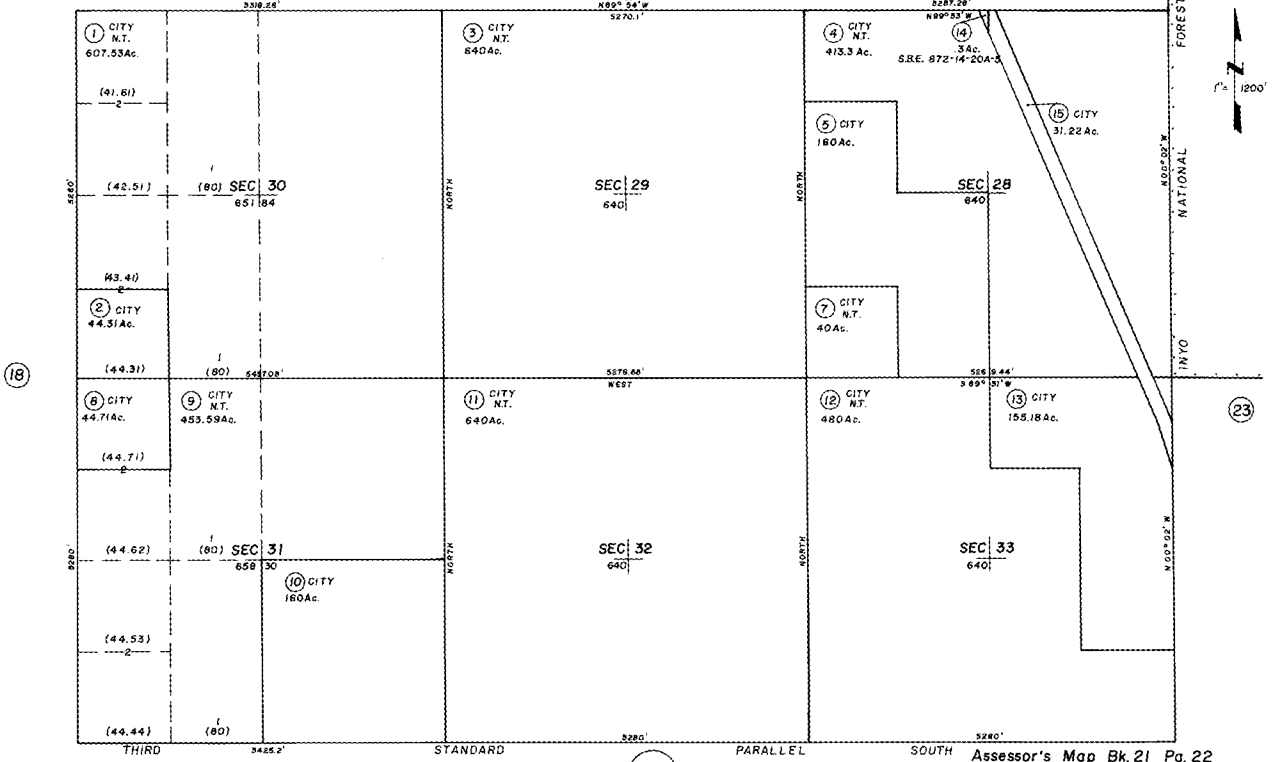 5318.26'
N89° 54' W
5270.1'
5287.28'
N89°53'W
1 CITY
N.T.
607.53Ac.
3 CITY
N.T.
640Ac.
4 CITY
N.T.
413.3 Ac.
14
.3Ac.
S.B.E. 872-14-20A-5
FOREST
N
1"= 1200'
(41.61)
2
5 CITY
160Ac.
15 CITY
31.22 Ac.
N00°02'W
NATIONAL
5280'
(42.51)
1
(80)
SEC 30
651 84
NORTH
SEC 29
640
NORTH
SEC 28
640
(43.41)
2
2 CITY
44.31Ac.
7 CITY
N.T.
40Ac.
INYO
18
(44.31)
1
(80)
5279.88'
WEST
S 89° 51' W
8 CITY
44.71Ac.
9 CITY
N.T.
453.59Ac.
11 CITY
N.T.
640Ac.
12 CITY
N.T.
480Ac.
13 CITY
155.18Ac.
23
(44.71)
2
5280'
(44.62)
1
(80)
SEC 31
658 30
NORTH
SEC 32
640
NORTH
SEC 33
640
N00°02' W
10 CITY
160Ac.
(44.53)
2
(44.44)
1
(80)
5425.2'
5280'
5280'
THIRD STANDARD PARALLEL SOUTH
Assessor's Map Bk. 21 Pg. 22